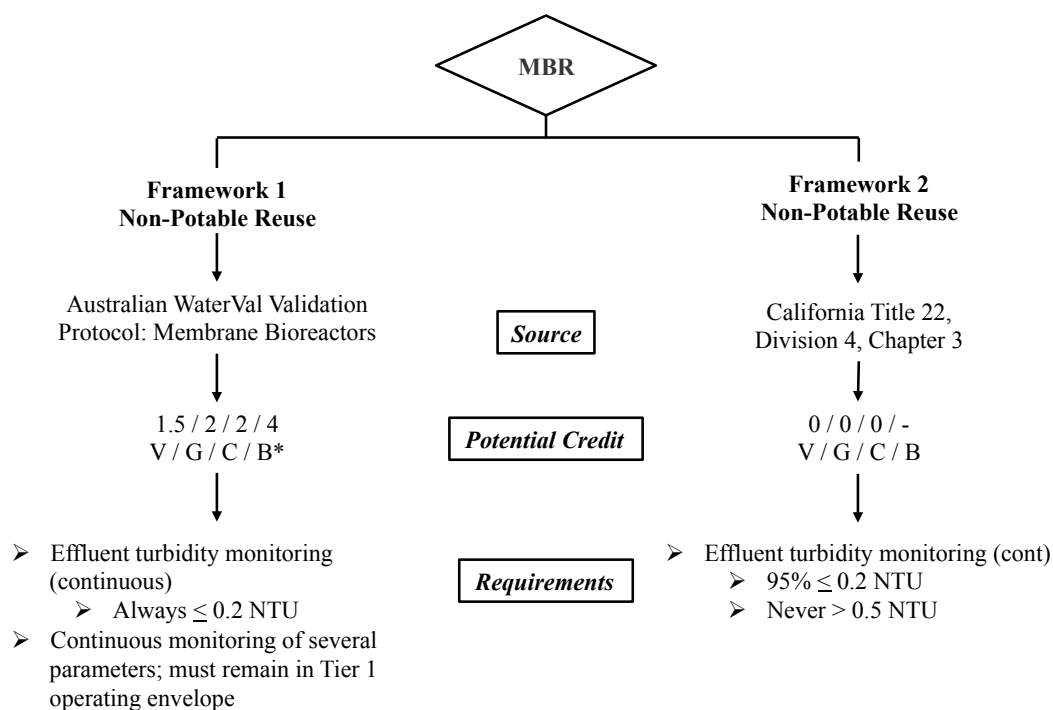 MBR
Framework 1
Non-Potable Reuse
Framework 2
Non-Potable Reuse
Australian WaterVal Validation
Protocol: Membrane Bioreactors
Source
California Title 22,
Division 4, Chapter 3
1.5 / 2 / 2 / 4
V / G / C / B*
Potential Credit
0 / 0 / 0 / -
V / G / C / B
➢ Effluent turbidity monitoring
(continuous)
➢ Always ≤ 0.2 NTU
➢ Continuous monitoring of several
parameters; must remain in Tier 1
operating envelope
Requirements
➢ Effluent turbidity monitoring (cont)
➢ 95% ≤ 0.2 NTU
➢ Never > 0.5 NTU